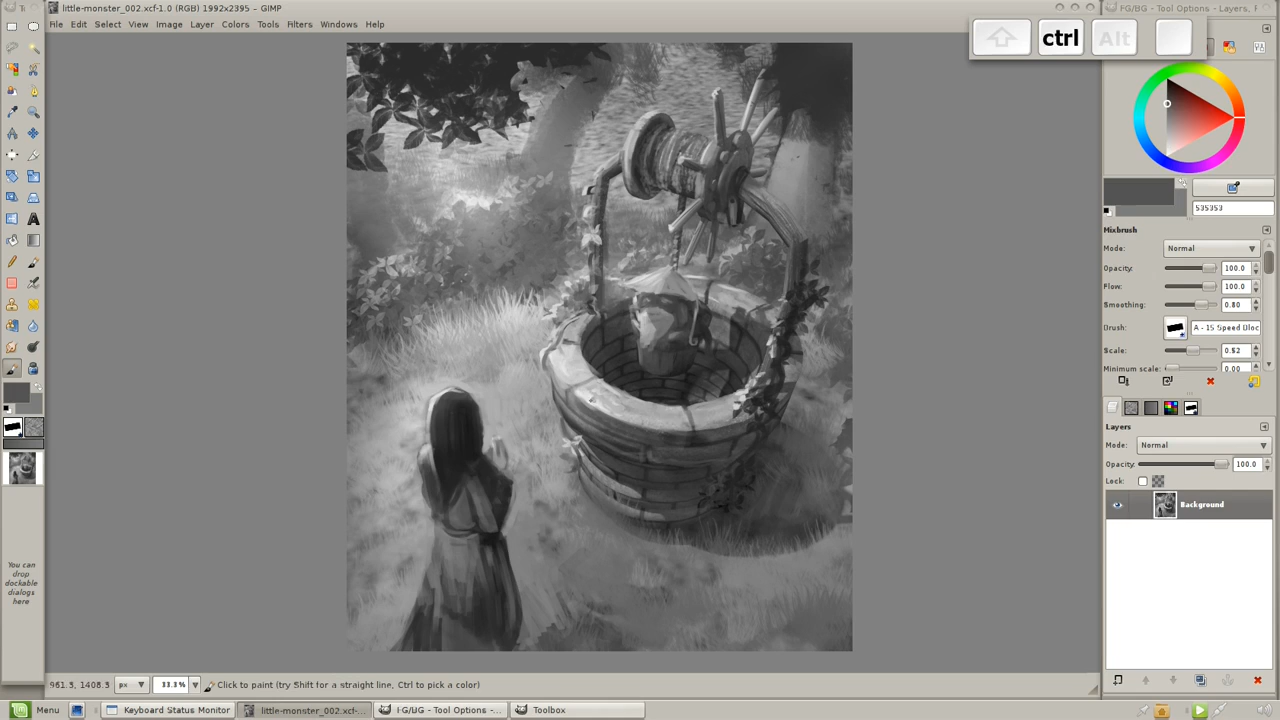 little-monster_002.xcf-1.0 (RGB) 1992x2395 – GIMP
File Edit Select View Image Layer Colors Tools Filters Windows Help
FG/BG - Tool Options - Layers,
ctrl
Alt
535353
Mixbrush
Mode: Normal
Opacity: 100.0
Flow: 100.0
Smoothing: 0.80
Brush: A - 15 Speed Bloc
Scale: 0.52
Minimum scale: 0.00
Layers
Mode: Normal
Opacity: 100.0
Lock:
Background
You can
drop
dockable
dialogs
here
961.5, 1408.5 px 33.3% Click to paint (try Shift for a straight line, Ctrl to pick a color)
Menu Keyboard Status Monitor little-monster_002.xcf-... FG/BG - Tool Options -... Toolbox